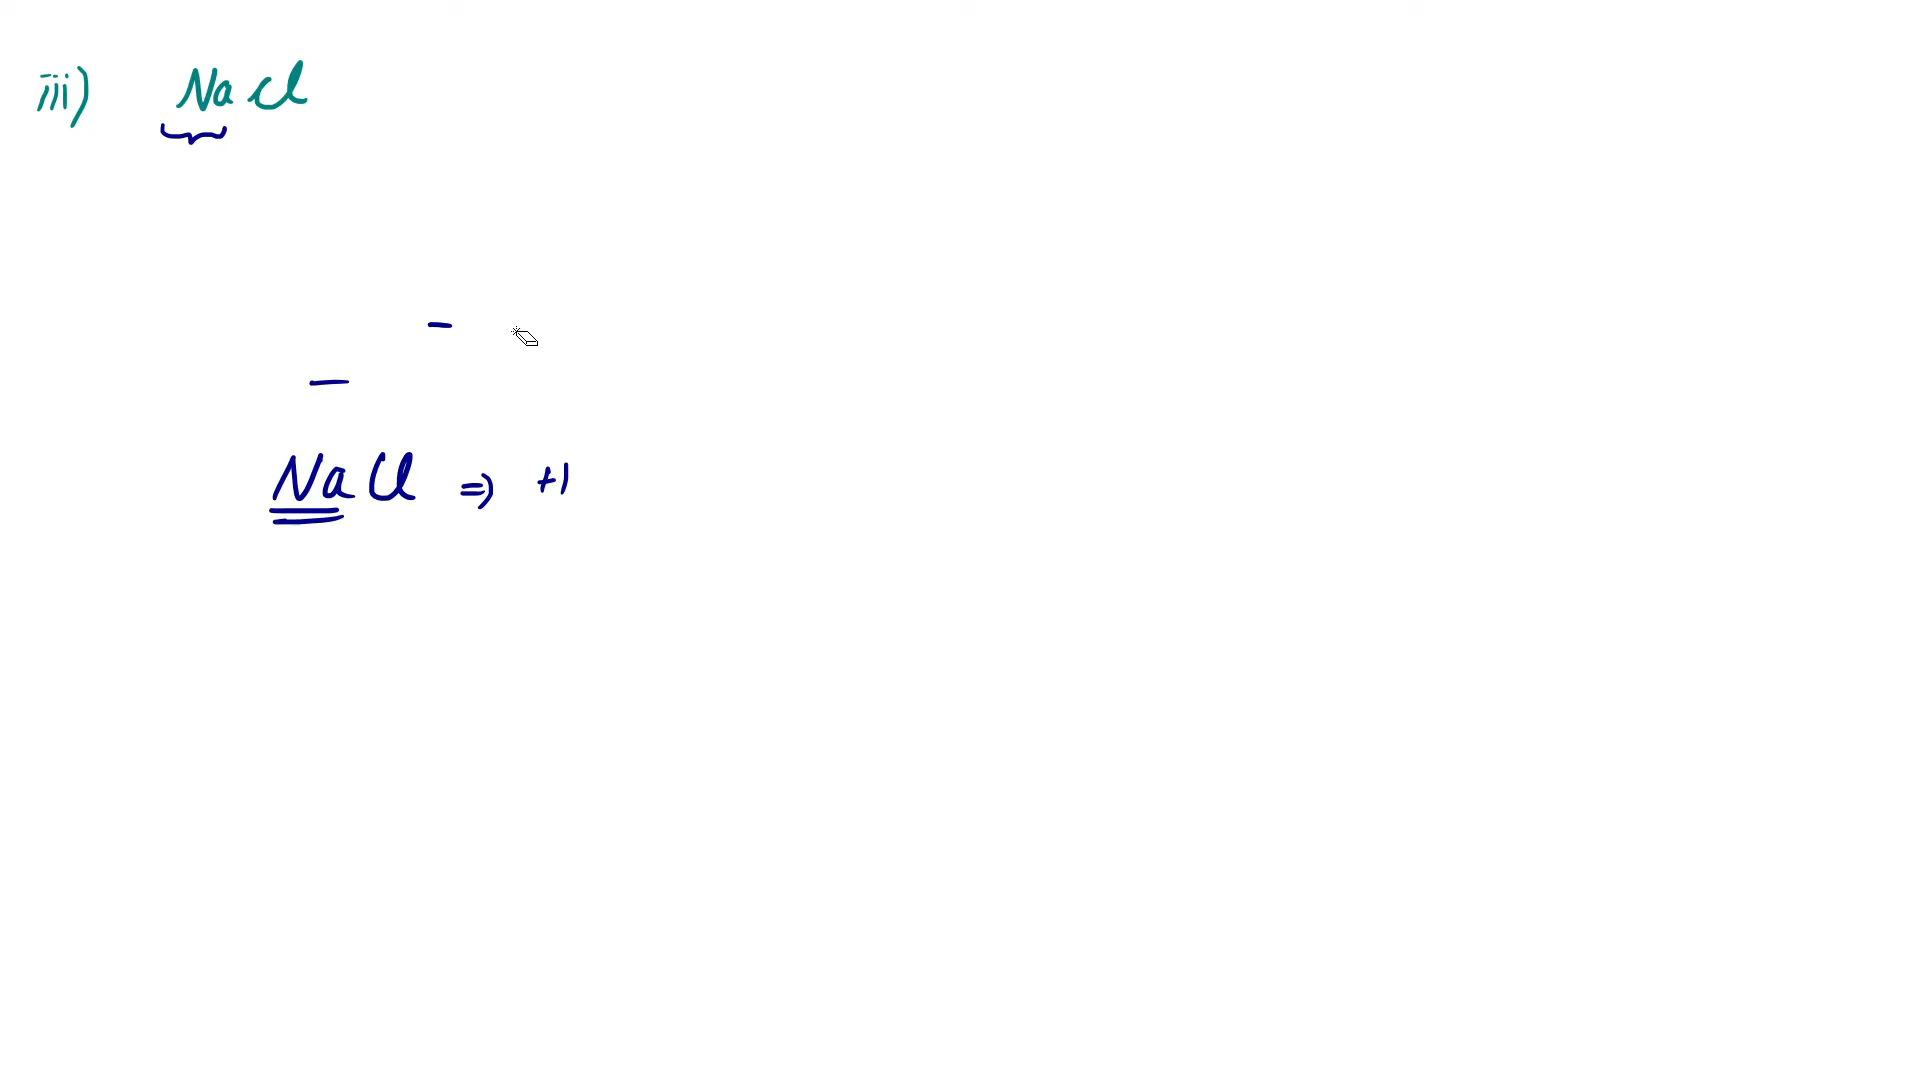 iii) NaCl
NaCl ⇒ +1